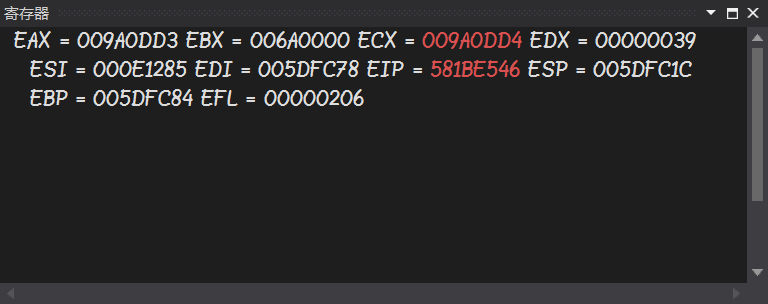 寄存器
EAX = 009A0DD3 EBX = 006A0000 ECX = 009A0DD4 EDX = 00000039
ESI = 000E1285 EDI = 005DFC78 EIP = 581BE546 ESP = 005DFC1C
EBP = 005DFC84 EFL = 00000206